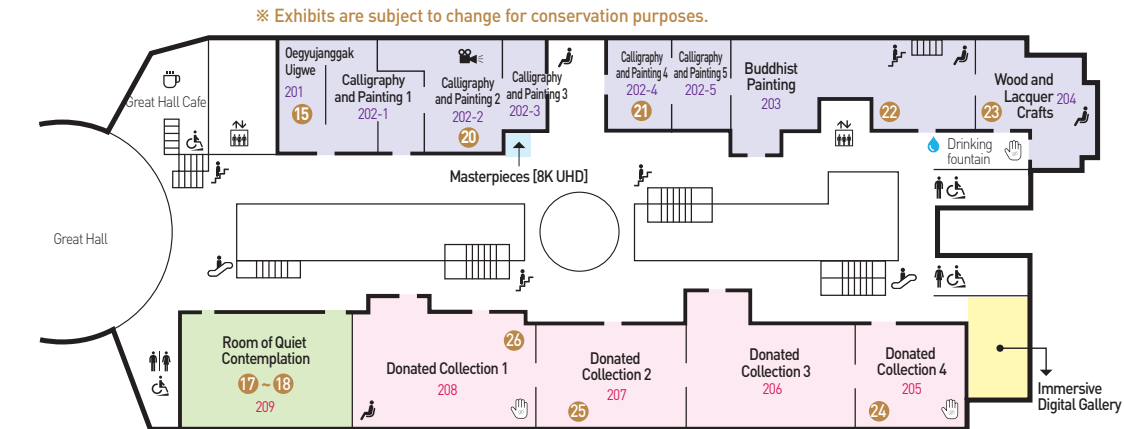 ※ Exhibits are subject to change for conservation purposes.
Oegyujanggak
Uigwe
201
15
Calligraphy
and Painting 1
202-1
Calligraphy
and Painting 2
202-2
20
Calligraphy
and Painting 3
202-3
Calligraphy
and Painting 4
202-4
21
Calligraphy
and Painting 5
202-5
Buddhist
Painting
203
22
23
Wood and
Lacquer
Crafts
204
Great Hall Cafe
Masterpieces [8K UHD]
Drinking
fountain
Great Hall
Room of Quiet
Contemplation
17 ~ 18
209
Donated Collection 1
208
26
Donated
Collection 2
207
25
Donated
Collection 3
206
Donated
Collection 4
205
24
Immersive
Digital Gallery